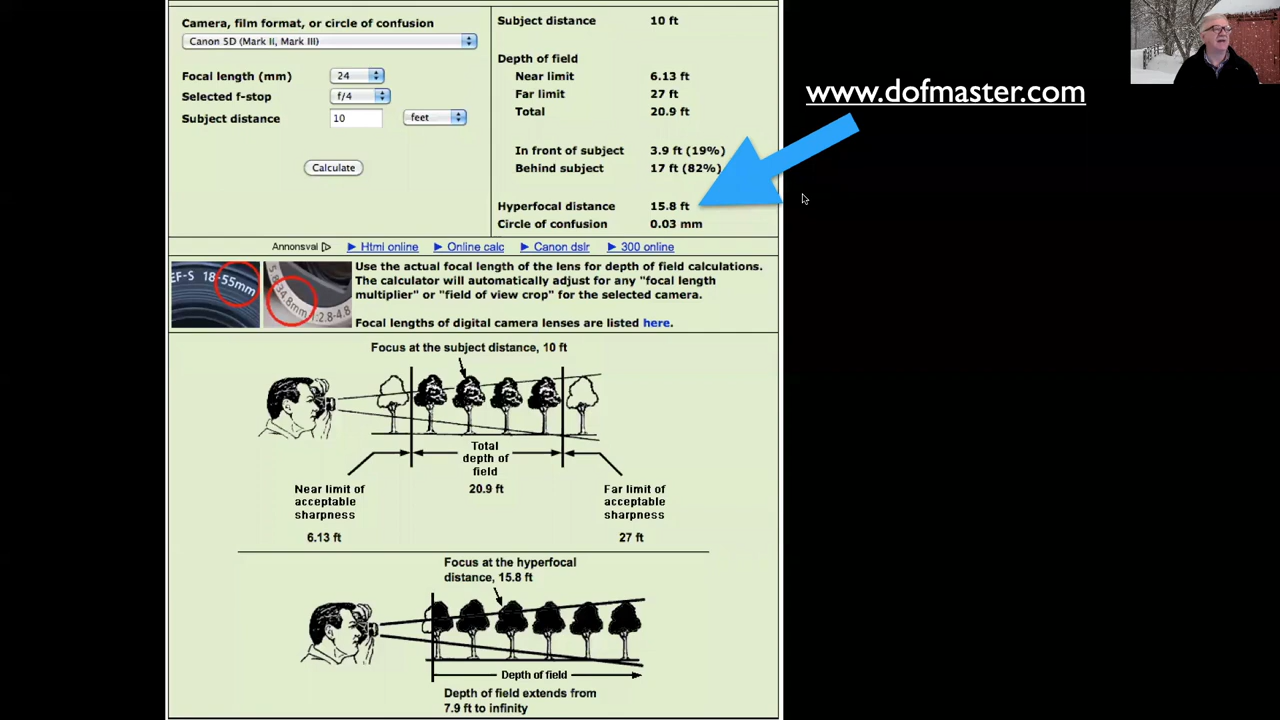 Camera, film format, or circle of confusion
Canon 5D (Mark II, Mark III)
Focal length (mm) 24
Selected f-stop f/4
Subject distance 10 feet
Calculate
Subject distance 10 ft
Depth of field
Near limit 6.13 ft
Far limit 27 ft
Total 20.9 ft
In front of subject 3.9 ft (19%)
Behind subject 17 ft (82%)
Hyperfocal distance 15.8 ft
Circle of confusion 0.03 mm
www.dofmaster.com
Annonsval Html online Online calc Canon dslr 300 online
EF-S 18-55mm
5.8-34.8mm 1:2.8-4.8
Use the actual focal length of the lens for depth of field calculations.
The calculator will automatically adjust for any "focal length
multiplier" or "field of view crop" for the selected camera.
Focal lengths of digital camera lenses are listed here.
Focus at the subject distance, 10 ft
Total
depth of
field
20.9 ft
Near limit of
acceptable
sharpness
6.13 ft
Far limit of
acceptable
sharpness
27 ft
Focus at the hyperfocal
distance, 15.8 ft
Depth of field
Depth of field extends from
7.9 ft to infinity